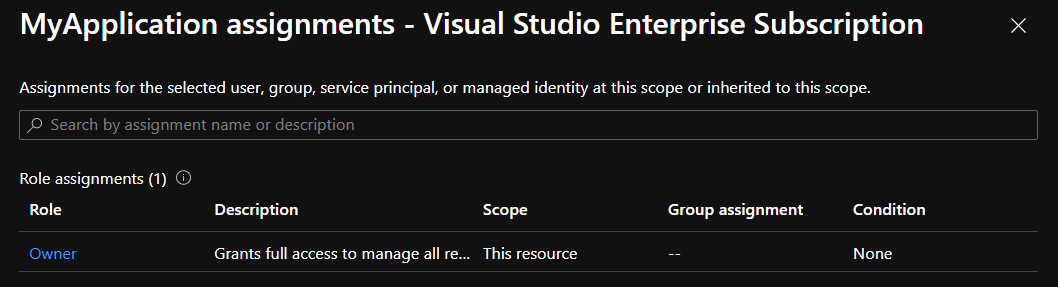 MyApplication assignments - Visual Studio Enterprise Subscription
Assignments for the selected user, group, service principal, or managed identity at this scope or inherited to this scope.
Search by assignment name or description
Role assignments (1)
Role Description Scope Group assignment Condition
Owner Grants full access to manage all re... This resource -- None